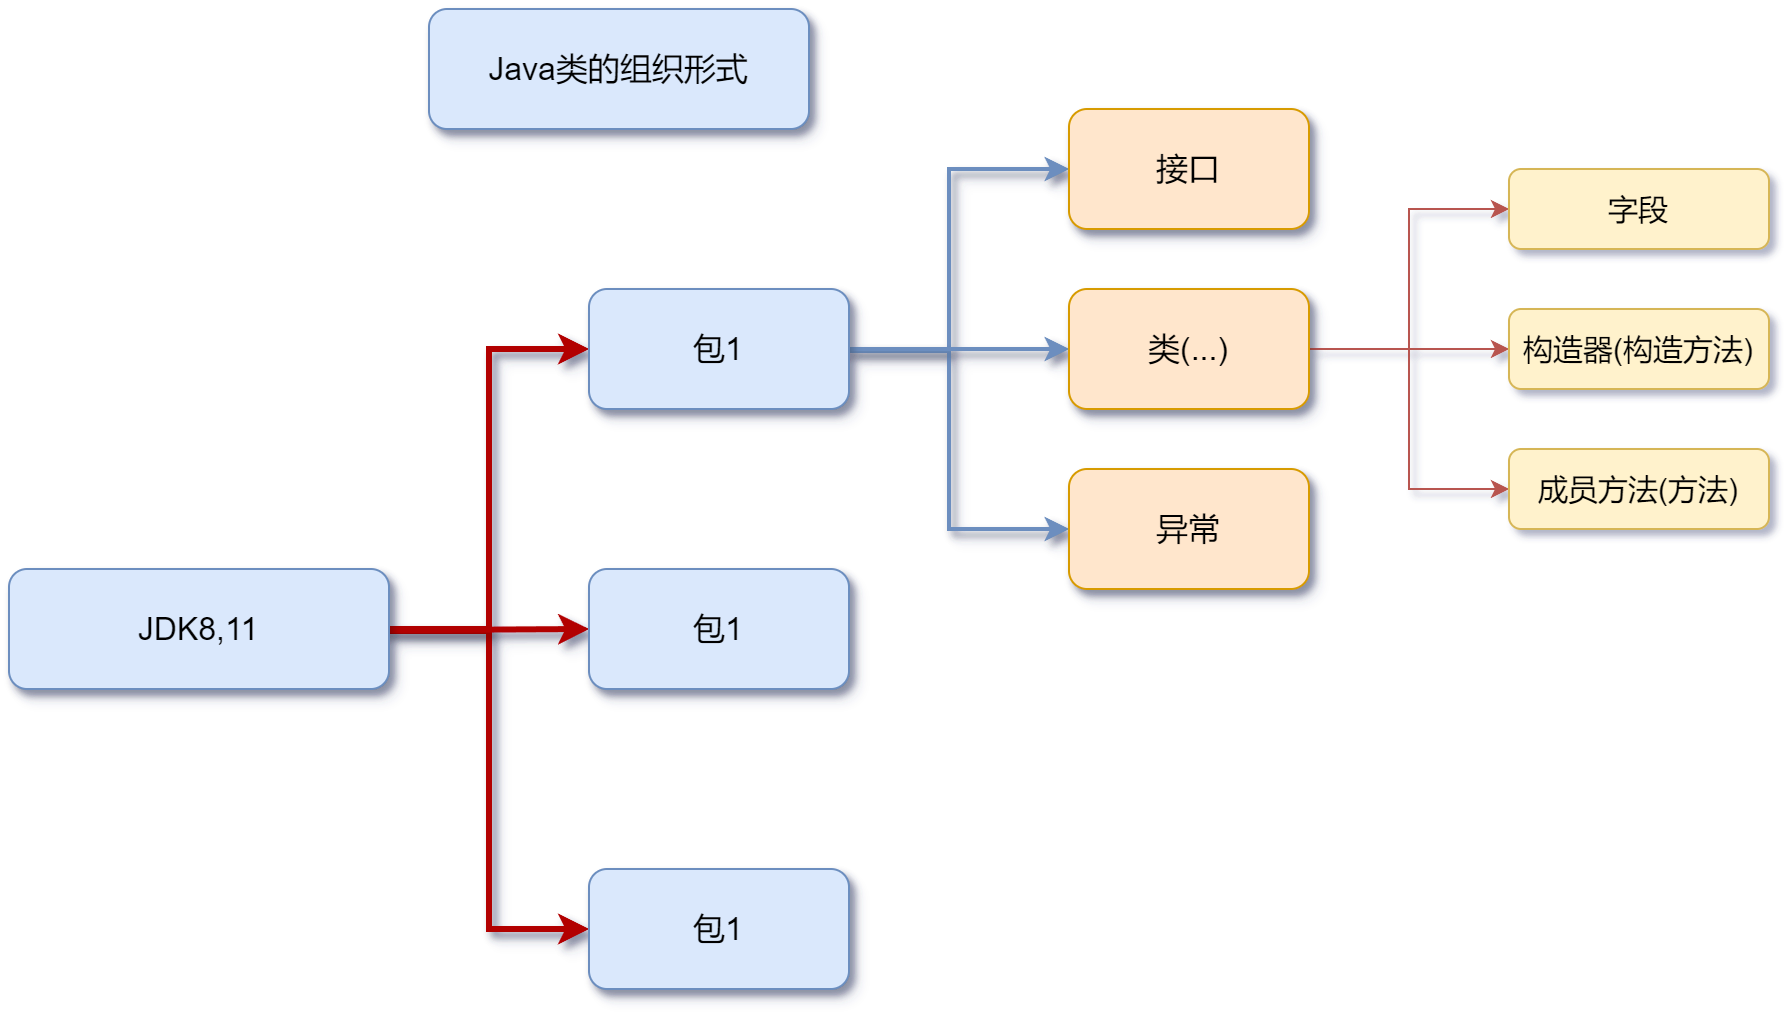 Java类的组织形式
接口
字段
包1
类(...)
构造器(构造方法)
成员方法(方法)
异常
JDK8,11
包1
包1